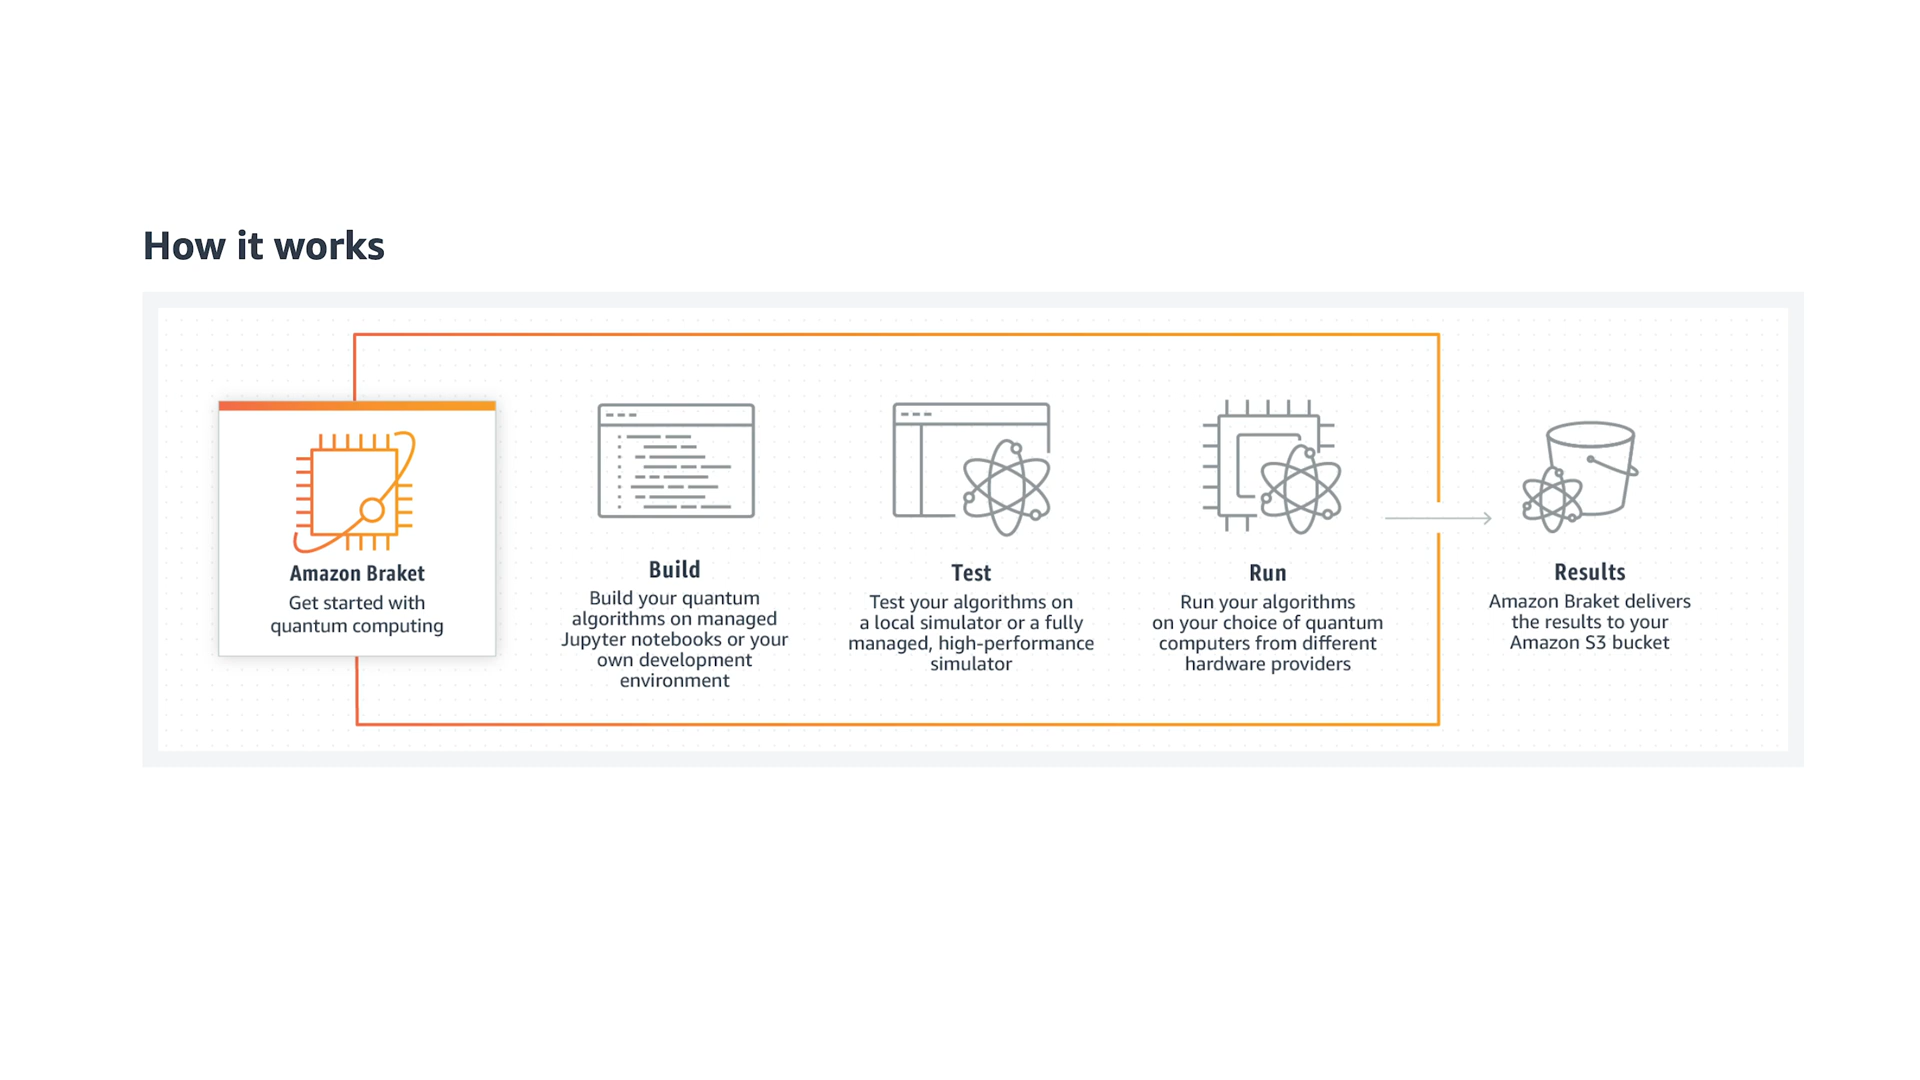 How it works
Amazon Braket
Get started with
quantum computing
Build
Build your quantum
algorithms on managed
Jupyter notebooks or your
own development
environment
Test
Test your algorithms on
a local simulator or a fully
managed, high-performance
simulator
Run
Run your algorithms
on your choice of quantum
computers from different
hardware providers
Results
Amazon Braket delivers
the results to your
Amazon S3 bucket